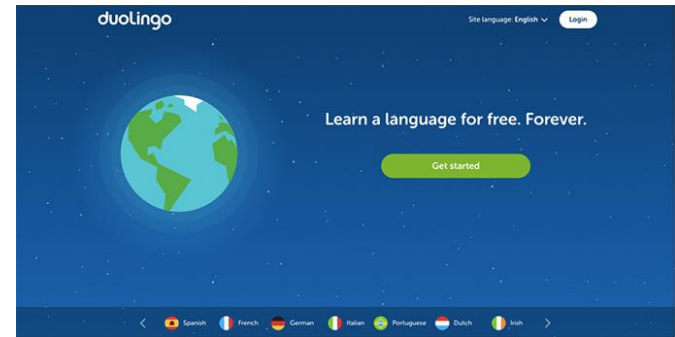 duolingo
Site language: English
Login
Learn a language for free. Forever.
Get started
Spanish French German Italian Portuguese Dutch Irish